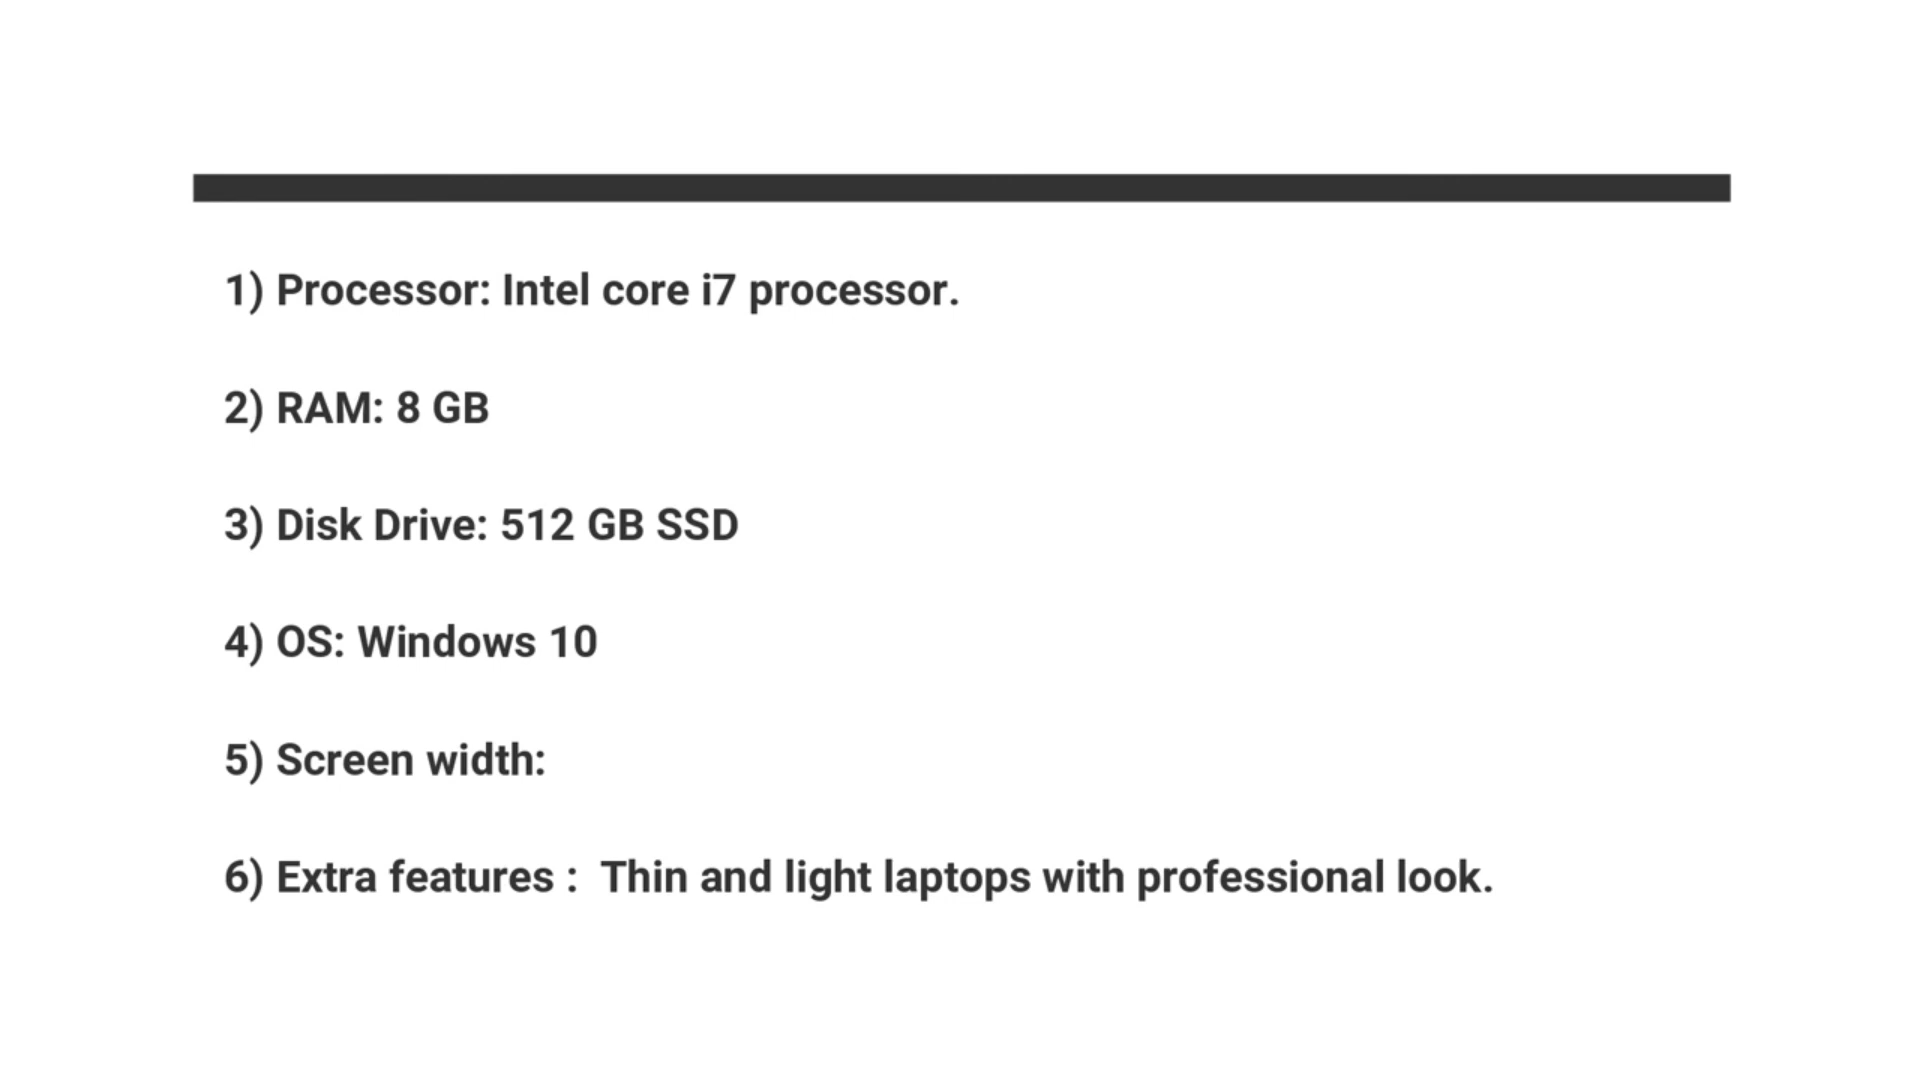 1) Processor: Intel core i7 processor.
2) RAM: 8 GB
3) Disk Drive: 512 GB SSD
4) OS: Windows 10
5) Screen width:
6) Extra features :  Thin and light laptops with professional look.